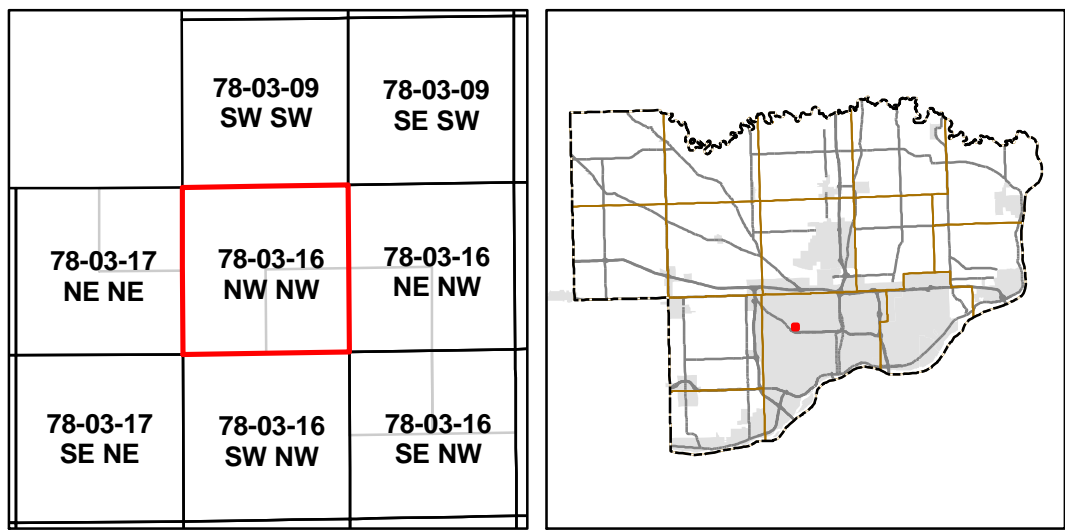 78-03-09
SW SW
78-03-09
SE SW
78-03-17
NE NE
78-03-16
NW NW
78-03-16
NE NW
78-03-17
SE NE
78-03-16
SW NW
78-03-16
SE NW